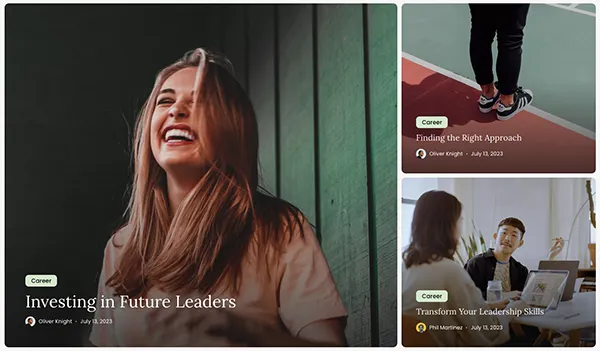 Career
Investing in Future Leaders
Oliver Knight • July 13, 2023
Career
Finding the Right Approach
Oliver Knight • July 13, 2023
Career
Transform Your Leadership Skills
Phil Martinez • July 13, 2023